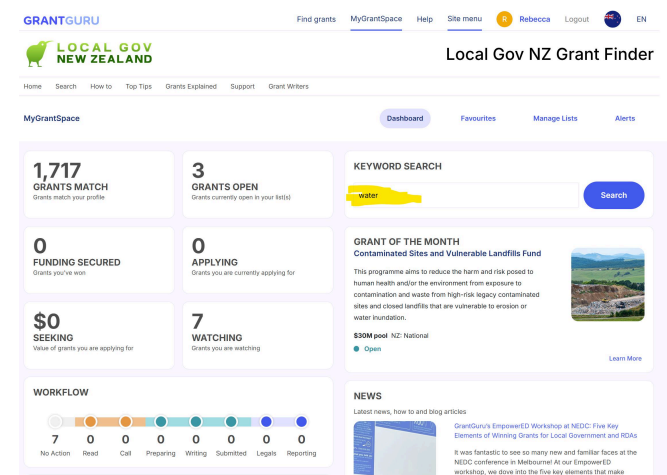 GRANTGURU
Find grants MyGrantSpace Help Site menu R Rebecca Logout EN
LOCAL GOV
NEW ZEALAND
Local Gov NZ Grant Finder
Home Search How to Top Tips Grants Explained Support Grant Writers
MyGrantSpace
Dashboard Favourites Manage Lists Alerts
1,717
GRANTS MATCH
Grants match your profile
3
GRANTS OPEN
Grants currently open in your list(s)
KEYWORD SEARCH
water
Search
0
FUNDING SECURED
Grants you've won
0
APPLYING
Grants you are currently applying for
GRANT OF THE MONTH
Contaminated Sites and Vulnerable Landfills Fund
This programme aims to reduce the harm and risk posed to
human health and/or the environment from exposure to
contamination and waste from high-risk legacy contaminated
sites and closed landfills that are vulnerable to erosion or
water inundation.
$30M pool NZ: National
Open
Learn More
$0
SEEKING
Value of grants you are applying for
7
WATCHING
Grants you are watching
WORKFLOW
7 0 0 0 0 0 0 0
No Action Read Call Preparing Writing Submitted Legals Reporting
NEWS
Latest news, how to and blog articles
GrantGuru's EmpowerED Workshop at NEDC: Five Key
Elements of Winning Grants for Local Government and RDAs
It was fantastic to see so many new and familiar faces at the
NEDC conference in Melbourne! At our EmpowerED
workshop, we dove into the five key elements that make